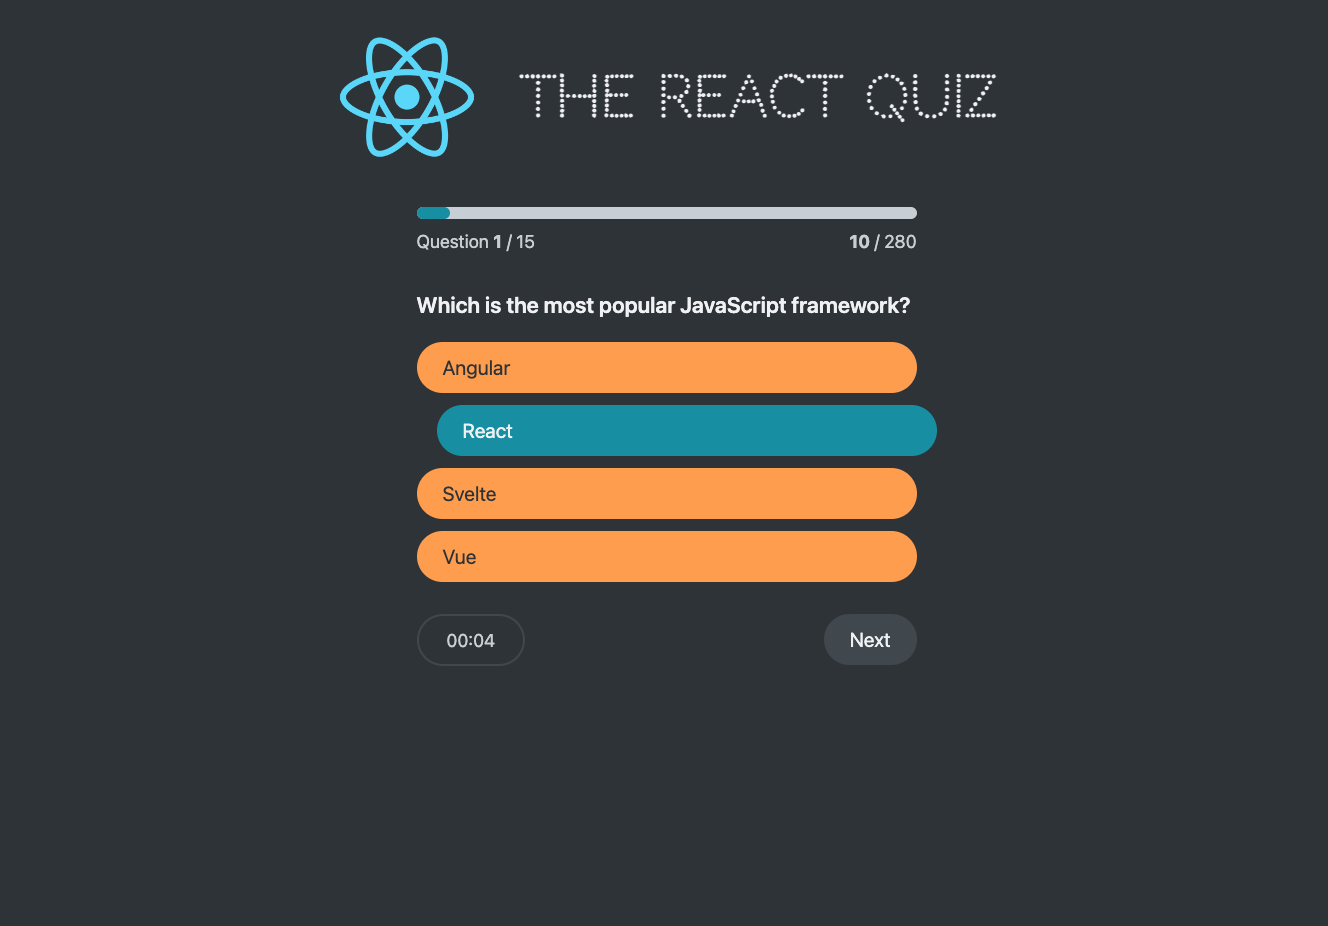 THE REACT QUIZ
Question 1 / 15
10 / 280
Which is the most popular JavaScript framework?
Angular
React
Svelte
Vue
00:04
Next